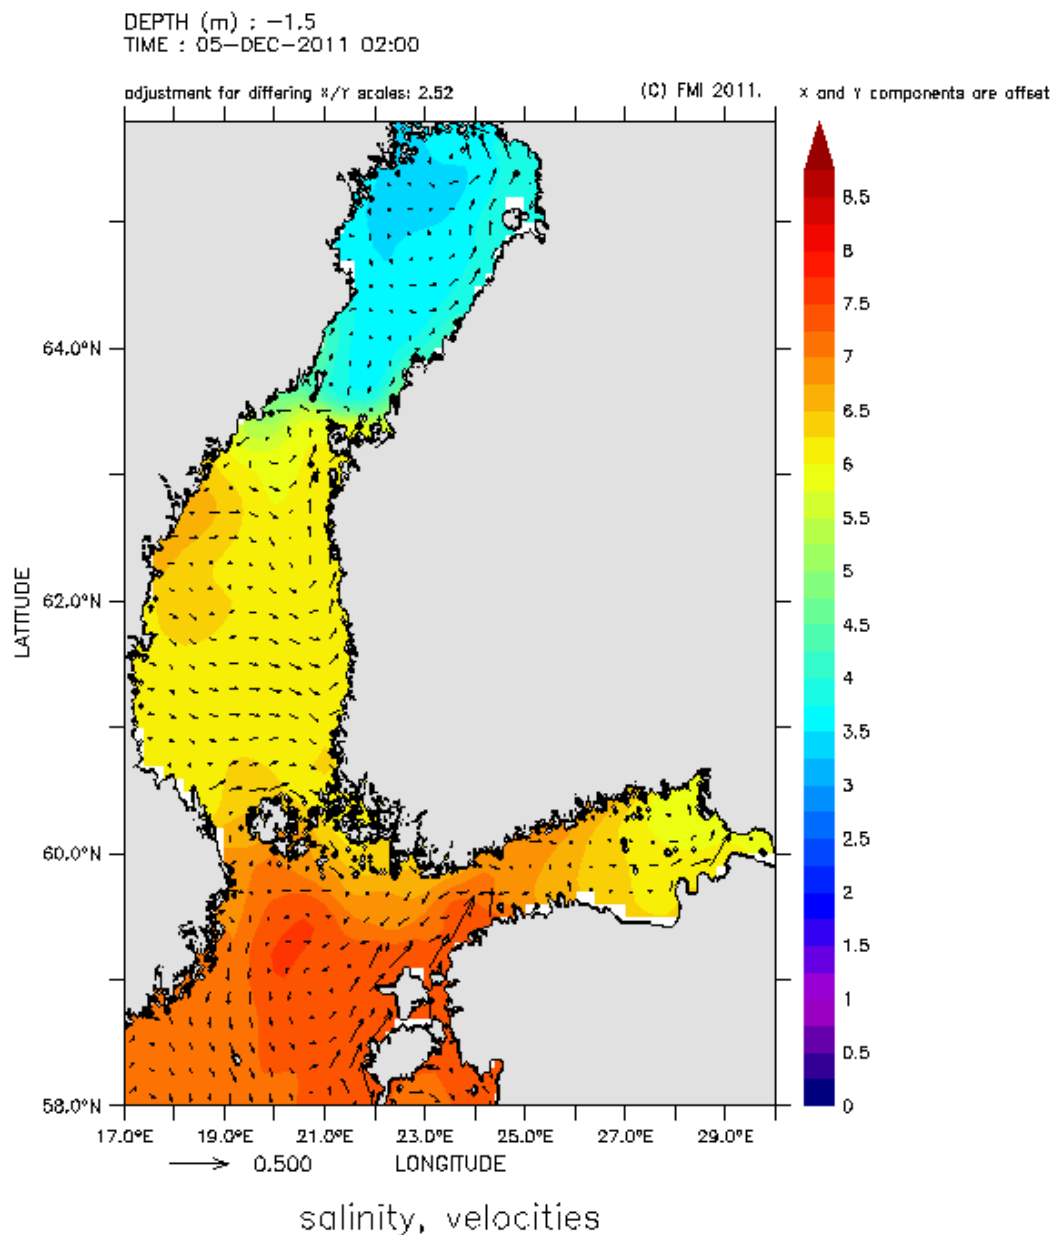 DEPTH (m) : -1.5
TIME : 05-DEC-2011 02:00
adjustment for differing X/Y scales: 2.52
(C) FMI 2011.
X and Y components are offset
8.5
8
7.5
7
6.5
6
5.5
5
4.5
4
3.5
3
2.5
2
1.5
1
0.5
0
LATITUDE
64.0°N
62.0°N
60.0°N
58.0°N
17.0°E 19.0°E 21.0°E 23.0°E 25.0°E 27.0°E 29.0°E
0.500
LONGITUDE
salinity, velocities